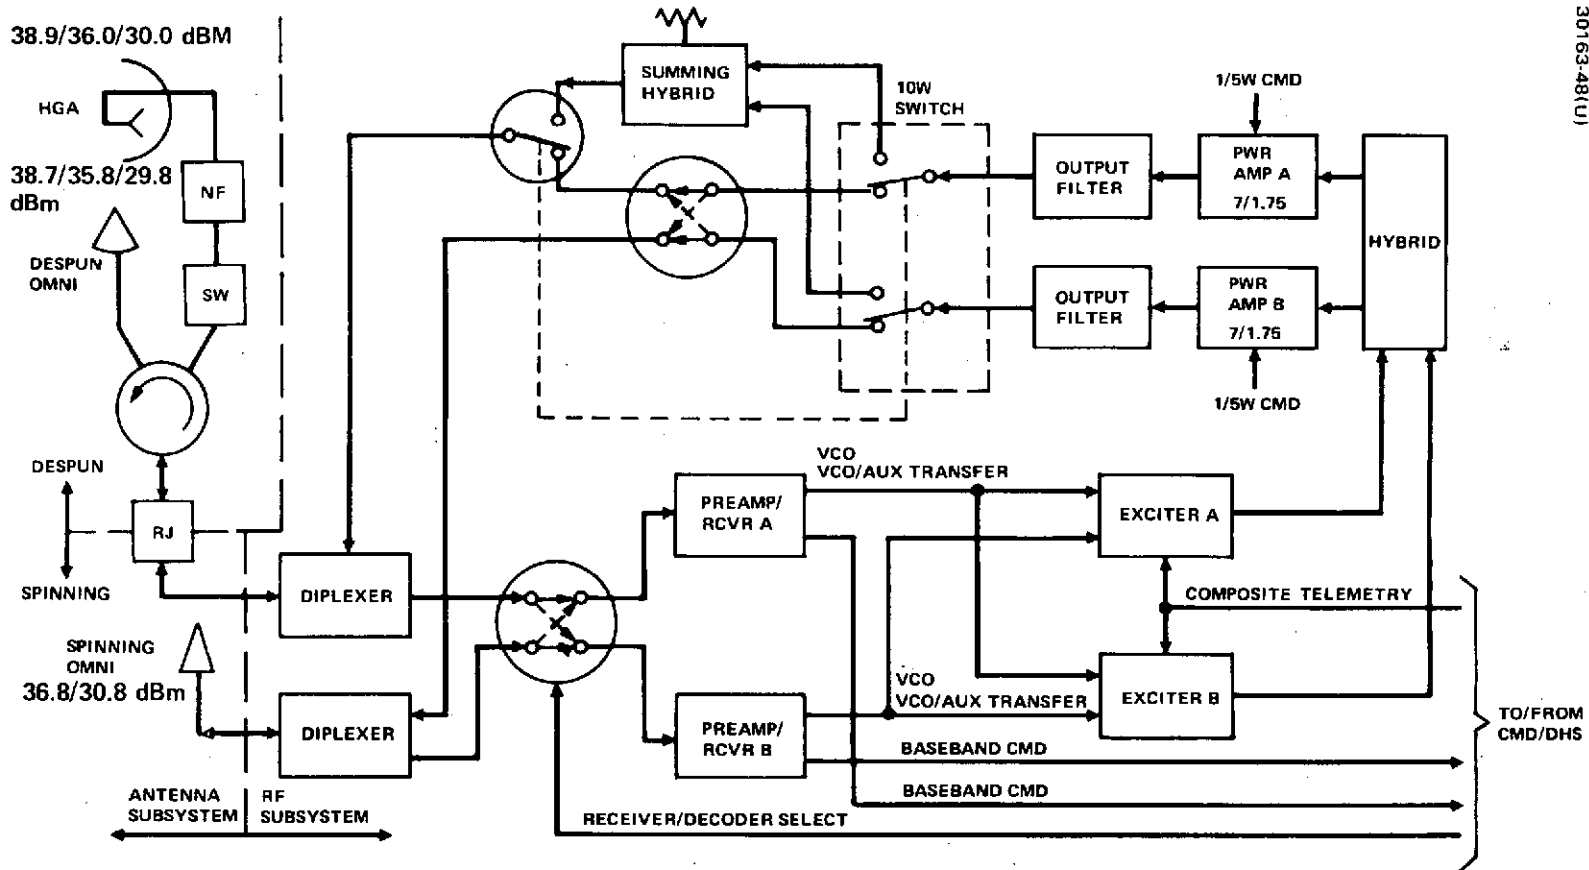 30163-48(U)
38.9/36.0/30.0 dBM
HGA
38.7/35.8/29.8
dBm
NF
DESPUN
OMNI
SW
DESPUN
RJ
SPINNING
SPINNING
OMNI
36.8/30.8 dBm
ANTENNA
SUBSYSTEM
RF
SUBSYSTEM
SUMMING
HYBRID
10W
SWITCH
1/5W CMD
OUTPUT
FILTER
PWR
AMP A
7/1.75
HYBRID
OUTPUT
FILTER
PWR
AMP B
7/1.75
1/5W CMD
VCO
VCO/AUX TRANSFER
PREAMP/
RCVR A
EXCITER A
DIPLEXER
COMPOSITE TELEMETRY
DIPLEXER
PREAMP/
RCVR B
VCO
VCO/AUX TRANSFER
EXCITER B
BASEBAND CMD
BASEBAND CMD
RECEIVER/DECODER SELECT
TO/FROM
CMD/DHS